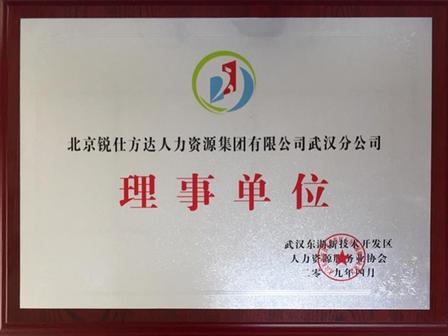 北京锐仕方达人力资源集团有限公司武汉分公司
理事单位
武汉东湖新技术开发区
人力资源服务业协会
二零一九年四月